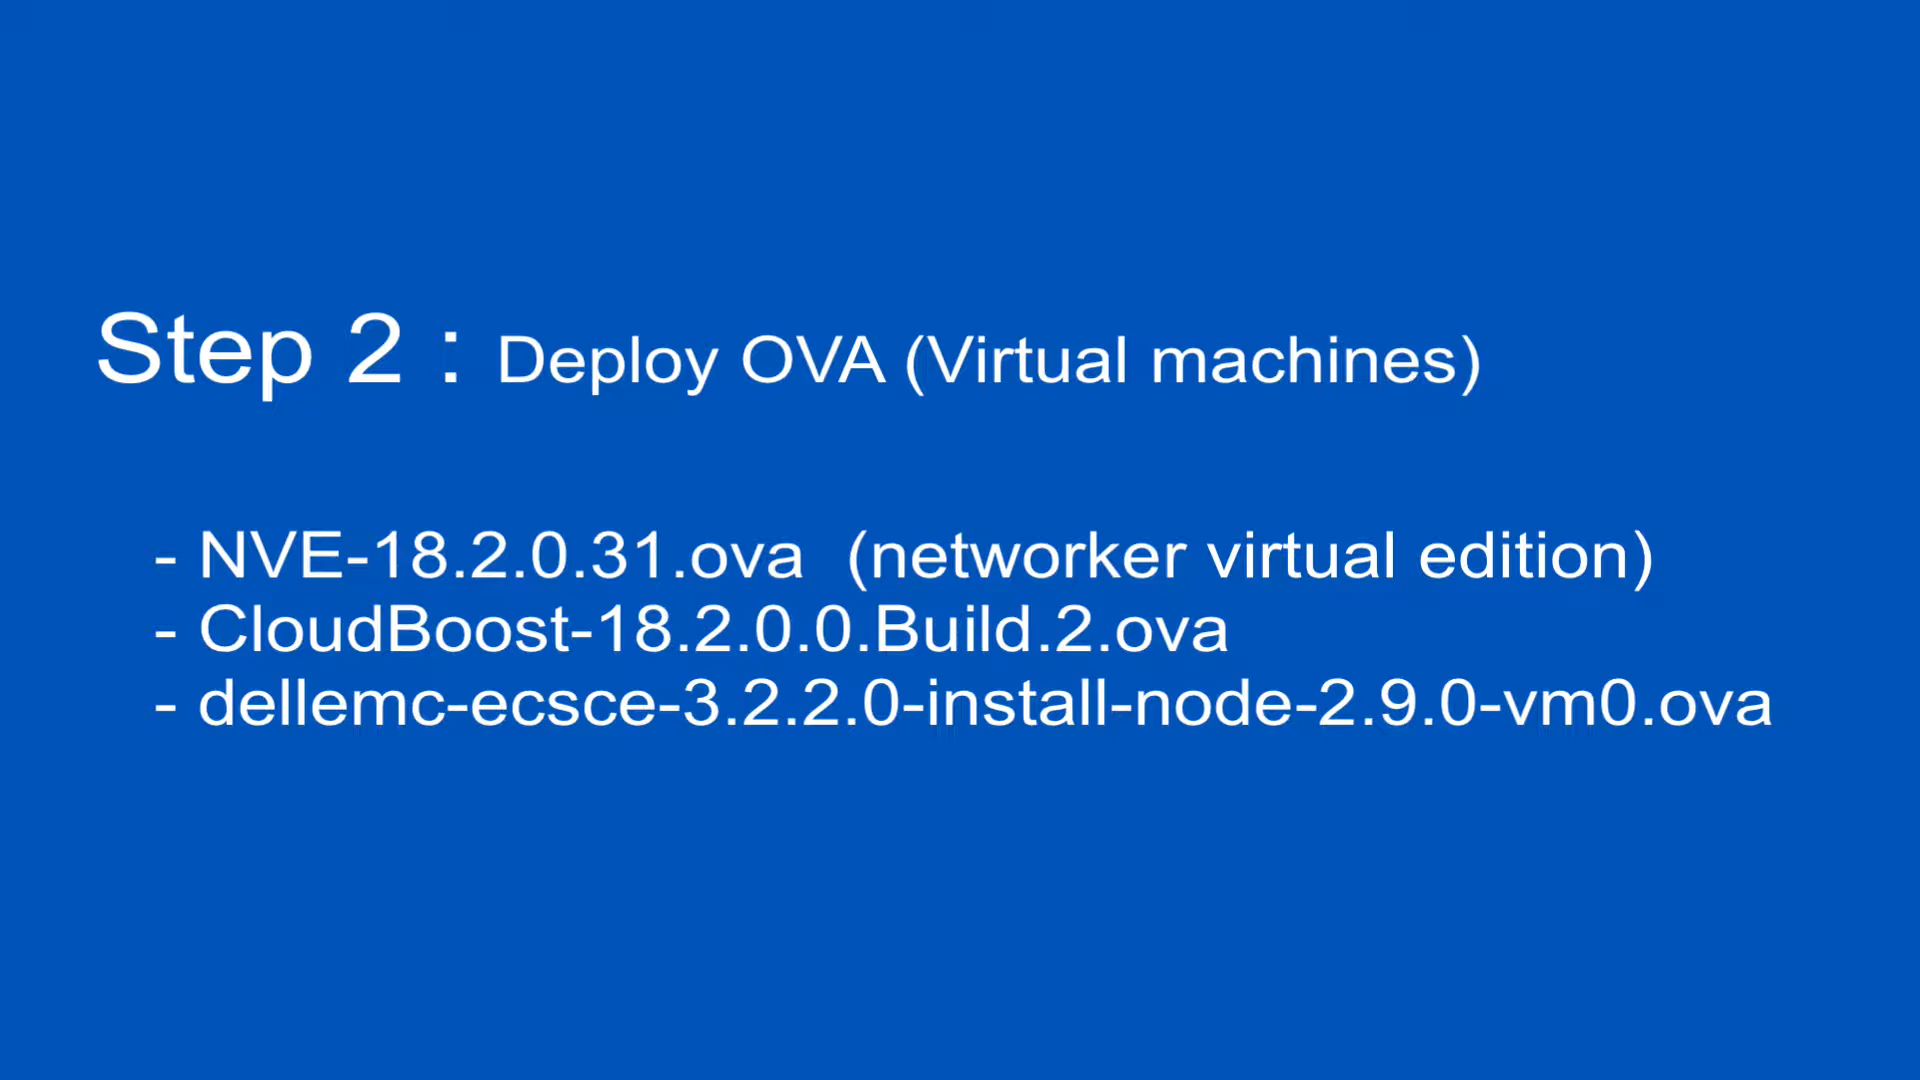 Step 2 : Deploy OVA (Virtual machines)
- NVE-18.2.0.31.ova  (networker virtual edition)
- CloudBoost-18.2.0.0.Build.2.ova
- dellemc-ecsce-3.2.2.0-install-node-2.9.0-vm0.ova